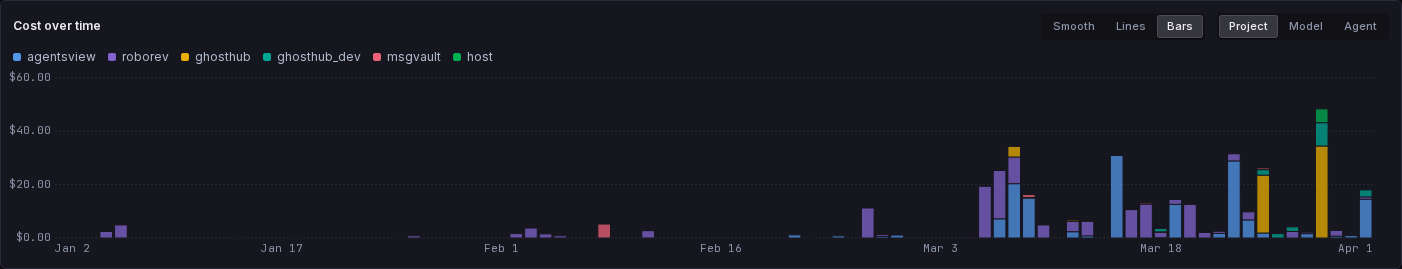 Cost over time
Smooth Lines Bars Project Model Agent
agentsview roborev ghosthub ghosthub_dev msgvault host
$60.00
$40.00
$20.00
$0.00
Jan 2 Jan 17 Feb 1 Feb 16 Mar 3 Mar 18 Apr 1